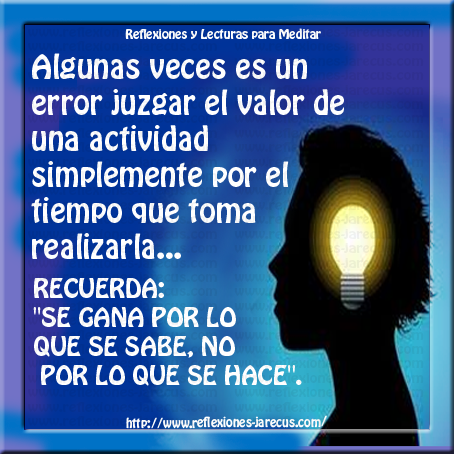 Reflexiones y Lecturas para Meditar
Algunas veces es un
error juzgar el valor de
una actividad
simplemente por el
tiempo que toma
realizarla...
RECUERDA:
"SE GANA POR LO
QUE SE SABE, NO
POR LO QUE SE HACE".
http://www.reflexiones-jarecus.com/